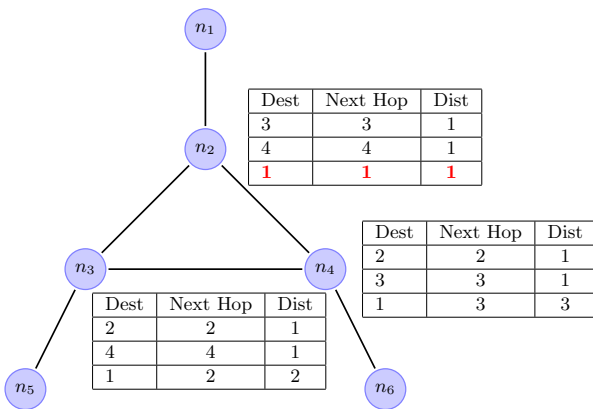 n1
n2
Dest Next Hop Dist
3 3 1
4 4 1
1 1 1
n3
n4
Dest Next Hop Dist
2 2 1
3 3 1
1 3 3
Dest Next Hop Dist
2 2 1
4 4 1
1 2 2
n5
n6